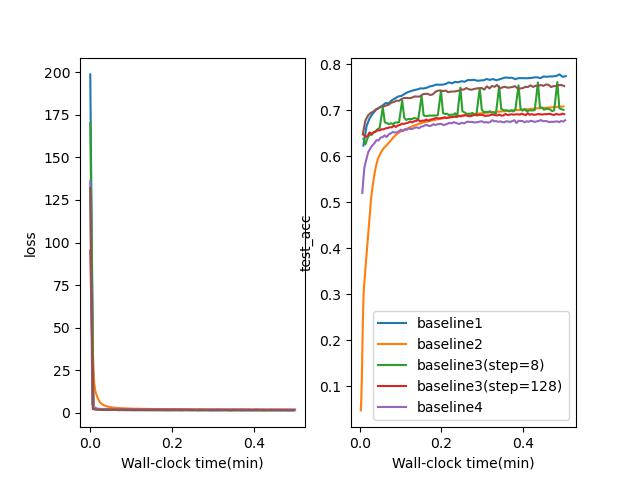 200
175
150
125
100
75
50
25
0
0.0 0.2 0.4
loss
Wall-clock time(min)
0.8
0.7
0.6
0.5
0.4
0.3
0.2
0.1
0.0 0.2 0.4
test_acc
Wall-clock time(min)
baseline1
baseline2
baseline3(step=8)
baseline3(step=128)
baseline4